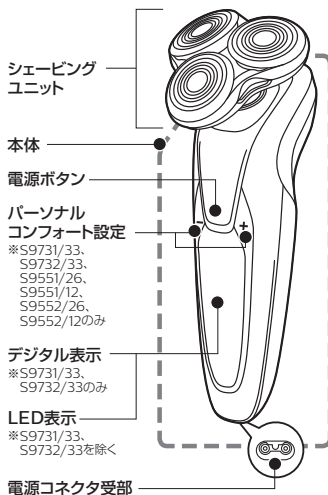 シェービング
ユニット
本体
電源ボタン
パーソナル
コンフォート設定
※S9731/33、
S9732/33、
S9551/26、
S9551/12、
S9552/26、
S9552/12のみ
− +
デジタル表示
※S9731/33、
S9732/33のみ
LED表示
※S9731/33、
S9732/33を除く
電源コネクタ受部